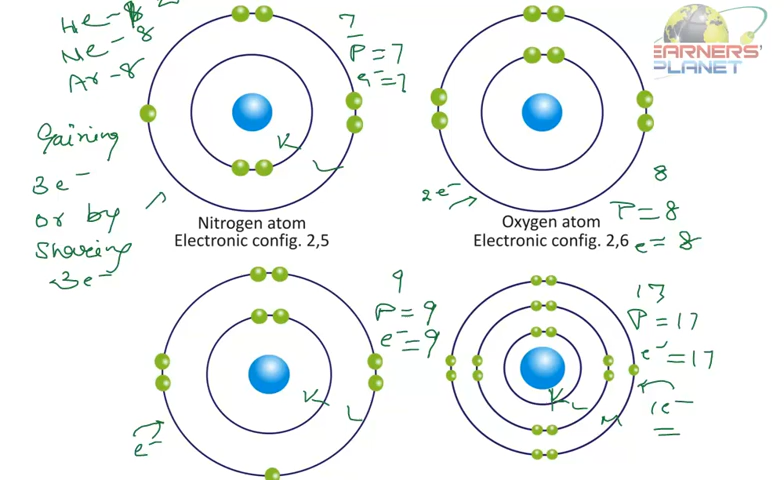 He - 8
Ne - 8
Ar - 8
Gaining
3e⁻
or by
sharing
3e⁻
7
P = 7
e⁻ = 7
K
L
Nitrogen atom
Electronic config. 2,5
EARNERS'
PLANET
2e⁻
8
P = 8
e = 8
Oxygen atom
Electronic config. 2,6
9
P = 9
e⁻ = 9
K
L
e⁻
17
P = 17
e⁻ = 17
1e⁻
K
L
M